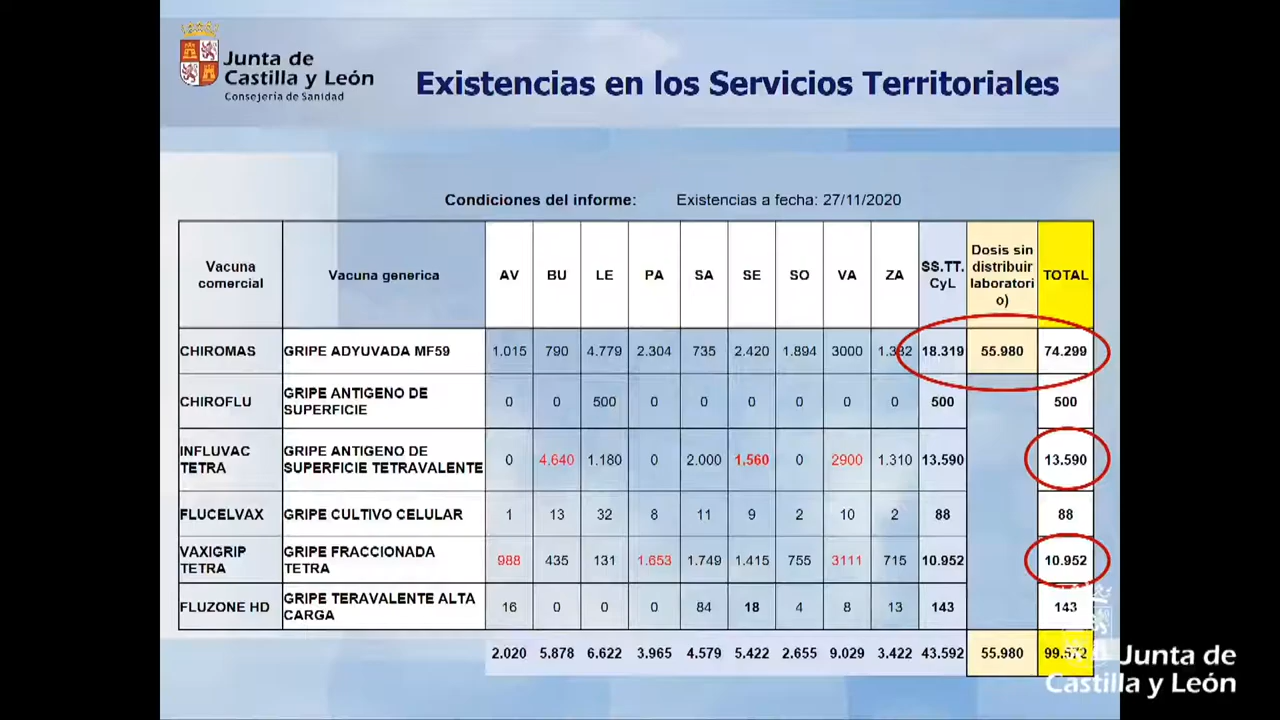 Junta de
Castilla y León
Consejería de Sanidad
Existencias en los Servicios Territoriales
Condiciones del informe: Existencias a fecha: 27/11/2020
Vacuna comercial Vacuna generica AV BU LE PA SA SE SO VA ZA SS.TT. CyL Dosis sin distribuir laboratori o) TOTAL
CHIROMAS GRIPE ADYUVADA MF59 1.015 790 4.779 2.304 735 2.420 1.894 3000 1.382 18.319 55.980 74.299
CHIROFLU GRIPE ANTIGENO DE SUPERFICIE 0 0 500 0 0 0 0 0 0 500 500
INFLUVAC TETRA GRIPE ANTIGENO DE SUPERFICIE TETRAVALENTE 0 4.640 1.180 0 2.000 1.560 0 2900 1.310 13.590 13.590
FLUCELVAX GRIPE CULTIVO CELULAR 1 13 32 8 11 9 2 10 2 88 88
VAXIGRIP TETRA GRIPE FRACCIONADA TETRA 988 435 131 1.653 1.749 1.415 755 3111 715 10.952 10.952
FLUZONE HD GRIPE TERAVALENTE ALTA CARGA 16 0 0 0 84 18 4 8 13 143 143
2.020 5.878 6.622 3.965 4.579 5.422 2.655 9.029 3.422 43.592 55.980 99.572
Junta de
Castilla y León